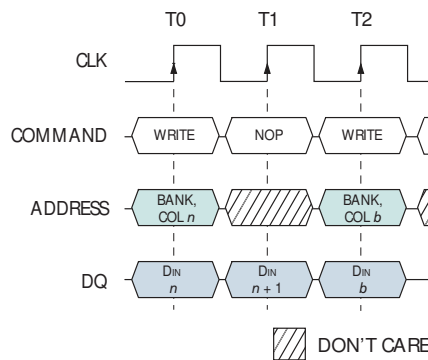 T0 T1 T2
CLK
COMMAND WRITE NOP WRITE
ADDRESS BANK, COL n BANK, COL b
DQ DIN n DIN n + 1 DIN b
DON'T CARE